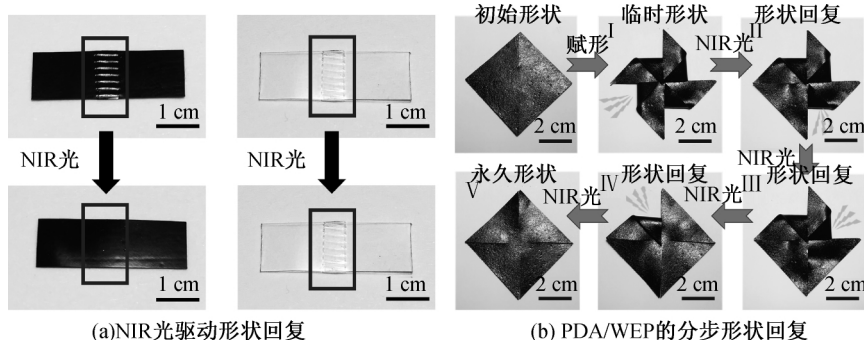 NIR光
1 cm
1 cm
NIR光
1 cm
1 cm
(a)NIR光驱动形状回复
初始形状
赋形
临时形状
I
NIR光
形状回复
II
2 cm
2 cm
2 cm
NIR光
永久形状
V
NIR光
形状回复
IV
NIR光
形状回复
III
2 cm
2 cm
2 cm
(b) PDA/WEP的分步形状回复